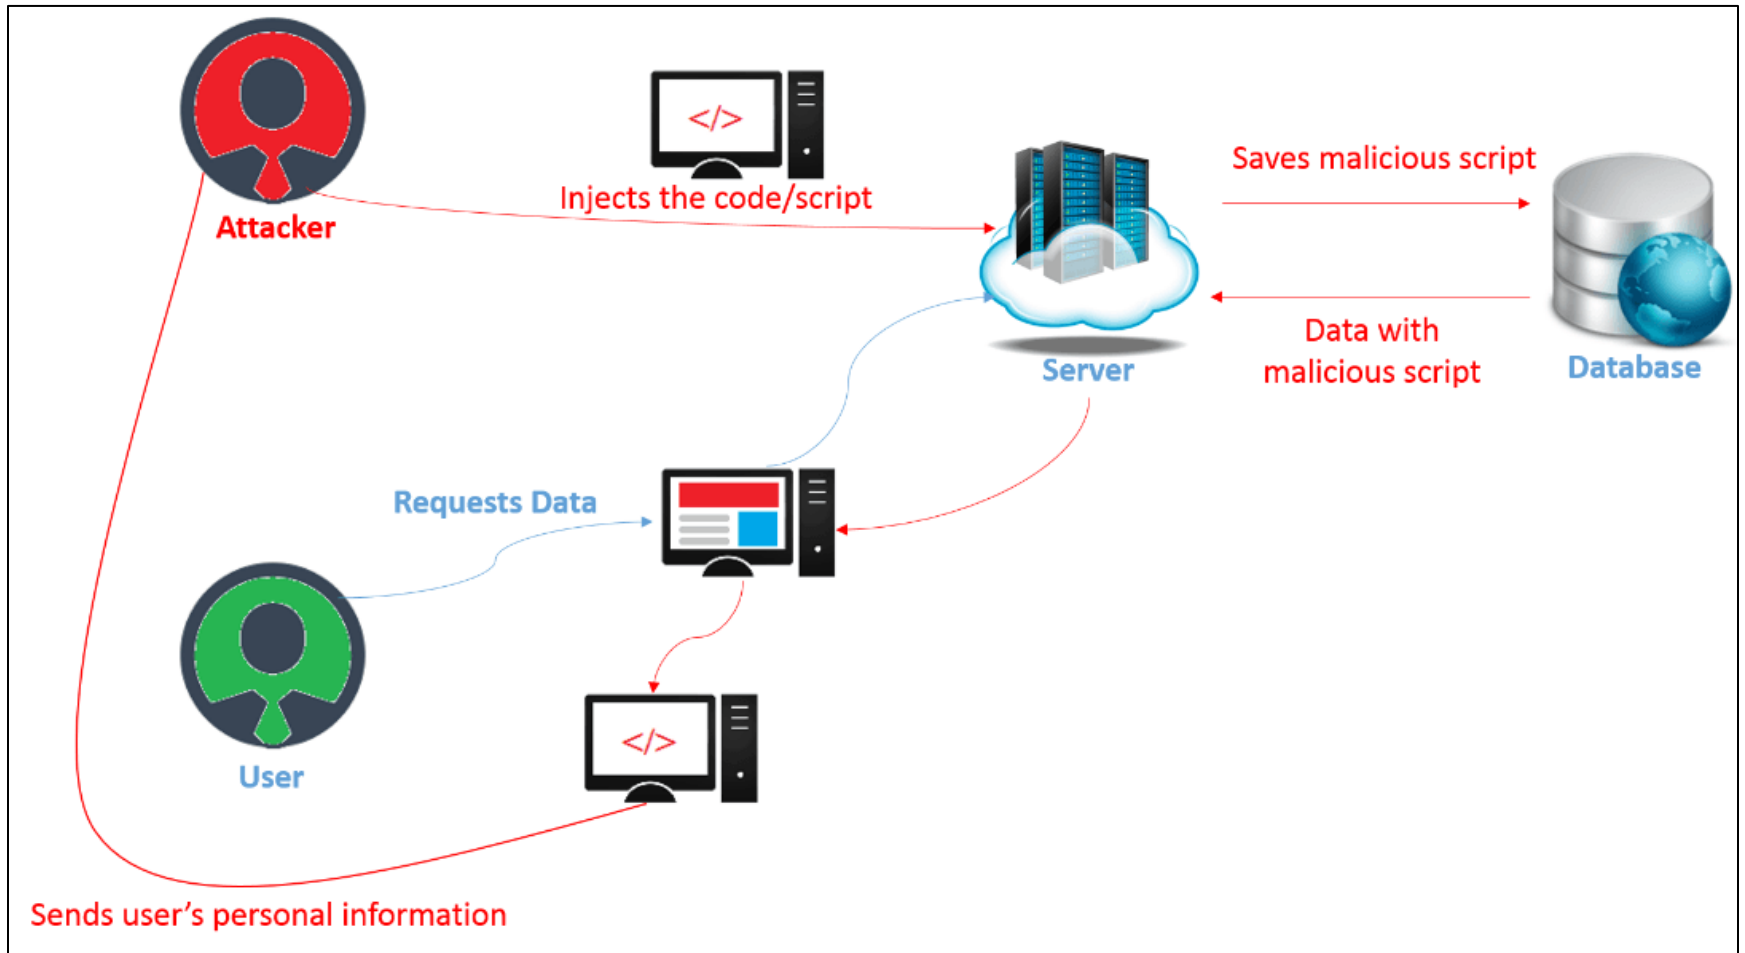 </>
Injects the code/script
Attacker
Saves malicious script
Data with
malicious script
Server
Database
Requests Data
User
</>
Sends user’s personal information